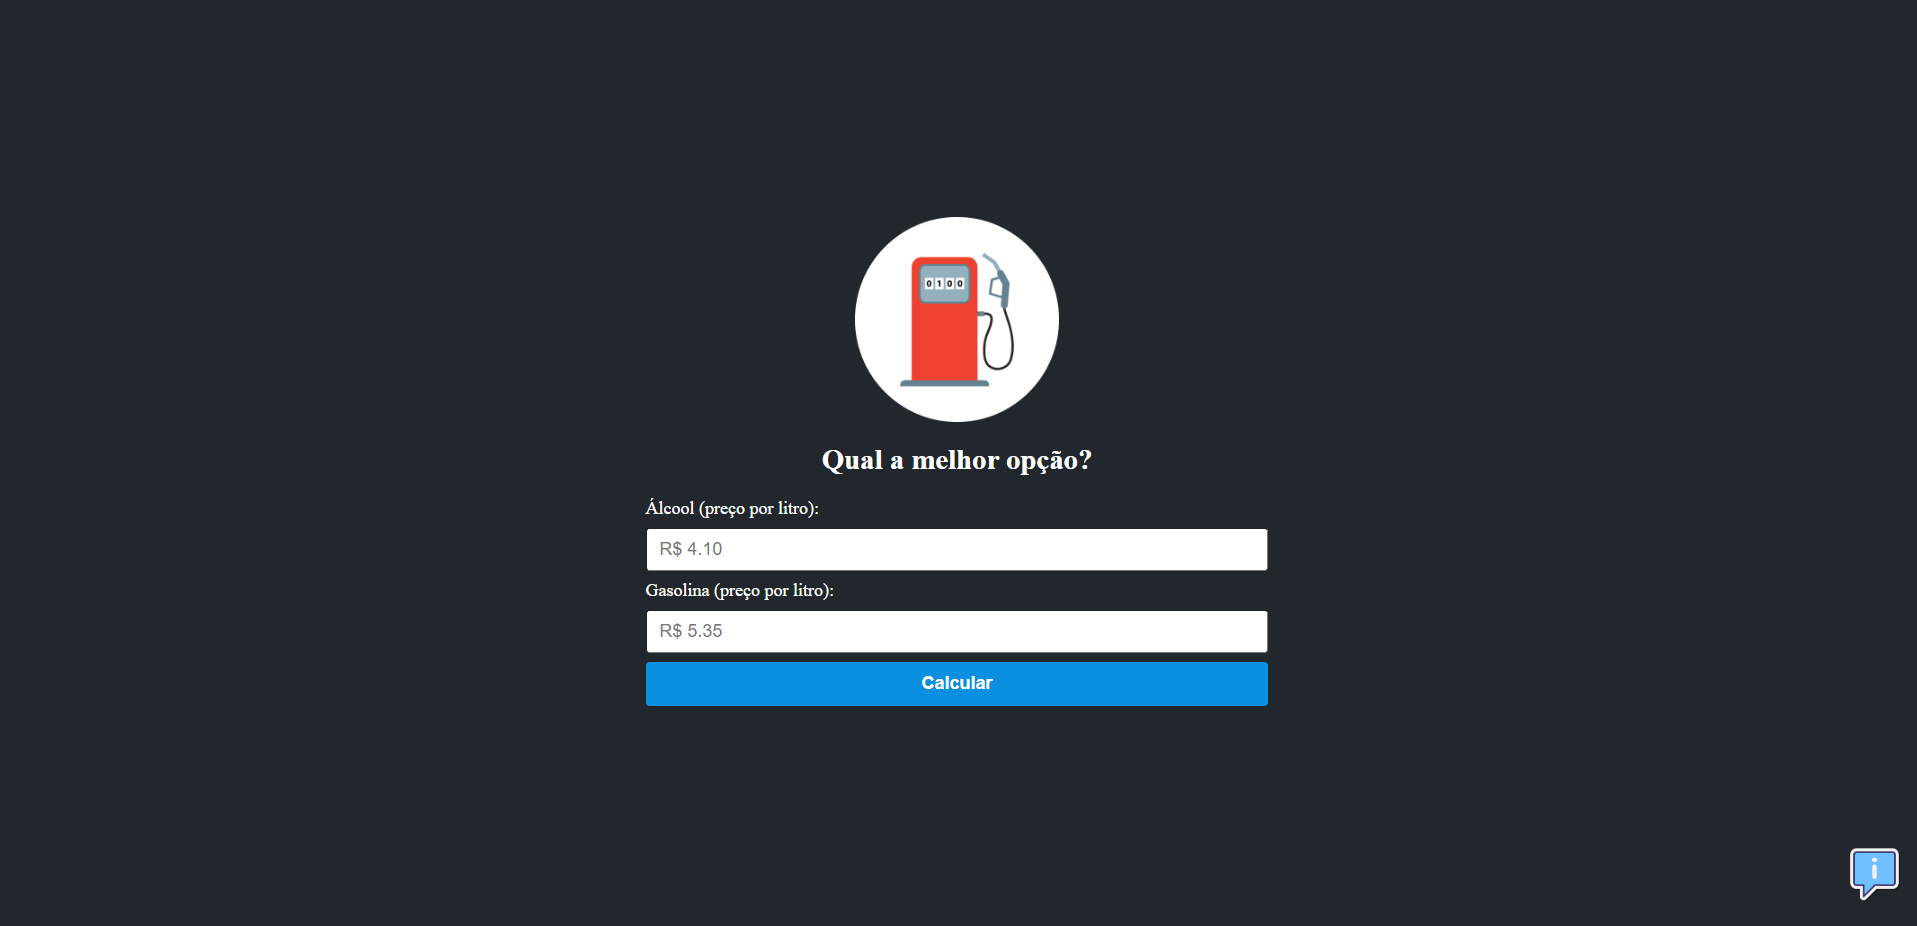 0100
Qual a melhor opção?
Álcool (preço por litro):
R$ 4.10
Gasolina (preço por litro):
R$ 5.35
Calcular
i